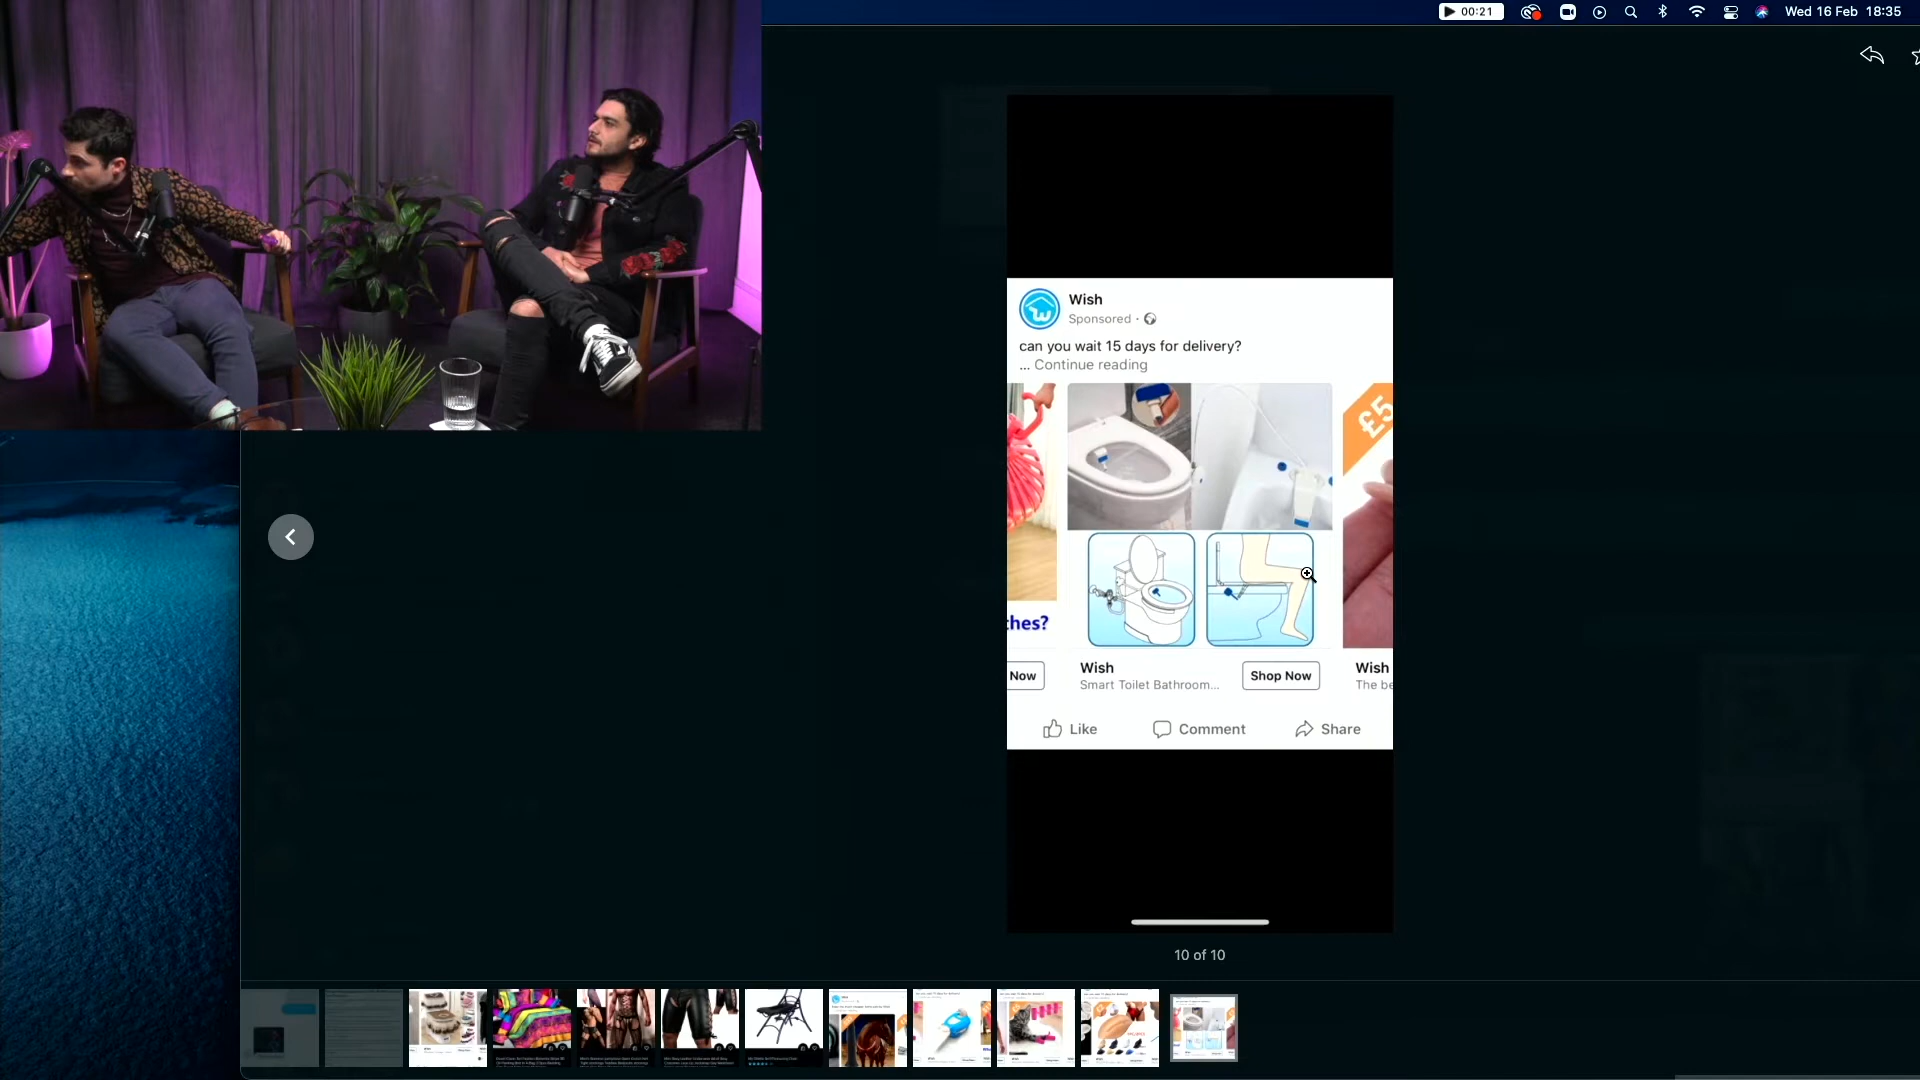 00:21
Wed 16 Feb 18:35
Wish
Sponsored ·
can you wait 15 days for delivery?
... Continue reading
£5
hes?
Now
Wish
Smart Toilet Bathroom...
Shop Now
Wish
The be
Like
Comment
Share
10 of 10